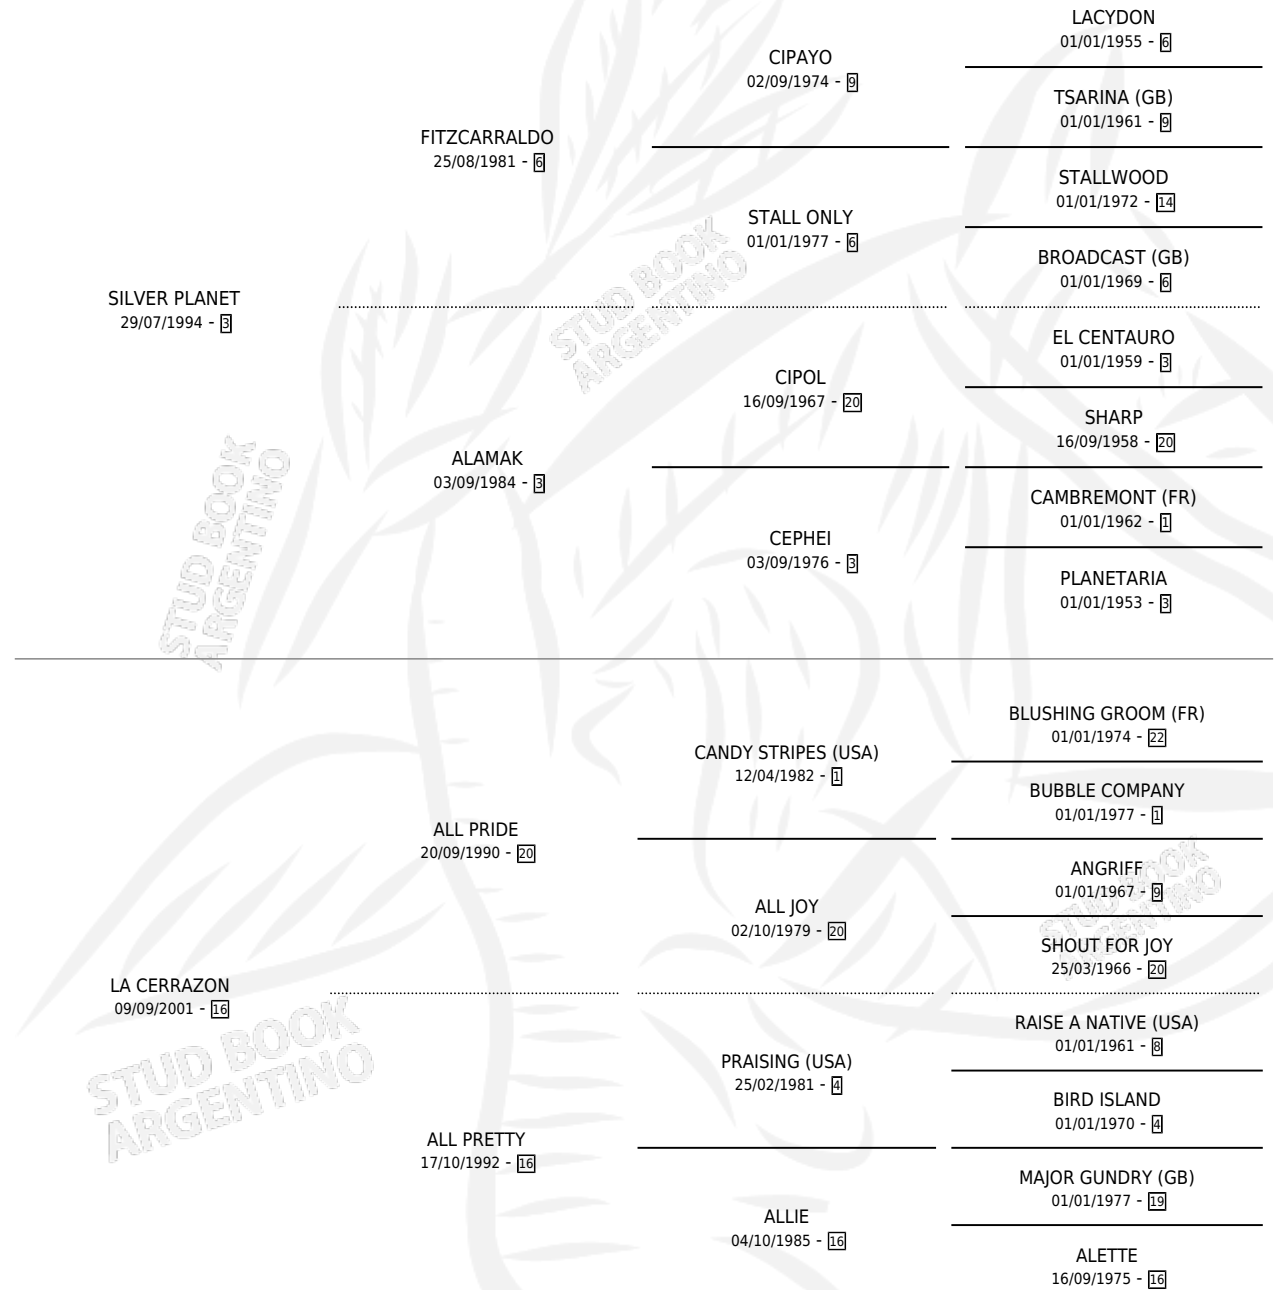 SILVER PLANET
29/07/1994 - 3
FITZCARRALDO
25/08/1981 - 6
ALAMAK
03/09/1984 - 3
CIPAYO
02/09/1974 - 9
STALL ONLY
01/01/1977 - 6
CIPOL
16/09/1967 - 20
CEPHEI
03/09/1976 - 3
LACYDON
01/01/1955 - 6
TSARINA (GB)
01/01/1961 - 9
STALLWOOD
01/01/1972 - 14
BROADCAST (GB)
01/01/1969 - 6
EL CENTAURO
01/01/1959 - 3
SHARP
16/09/1958 - 20
CAMBREMONT (FR)
01/01/1962 - 1
PLANETARIA
01/01/1953 - 3
STUD BOOK
ARGENTINO
STUD BOOK
ARGENTINO
LA CERRAZON
09/09/2001 - 16
ALL PRIDE
20/09/1990 - 20
ALL PRETTY
17/10/1992 - 16
CANDY STRIPES (USA)
12/04/1982 - 1
ALL JOY
02/10/1979 - 20
PRAISING (USA)
25/02/1981 - 4
ALLIE
04/10/1985 - 16
BLUSHING GROOM (FR)
01/01/1974 - 22
BUBBLE COMPANY
01/01/1977 - 1
ANGRIFF
01/01/1967 - 9
SHOUT FOR JOY
25/03/1966 - 20
RAISE A NATIVE (USA)
01/01/1961 - 8
BIRD ISLAND
01/01/1970 - 4
MAJOR GUNDRY (GB)
01/01/1977 - 19
ALETTE
16/09/1975 - 16
STUD BOOK
ARGENTINO
STUD BOOK
ARGENTINO